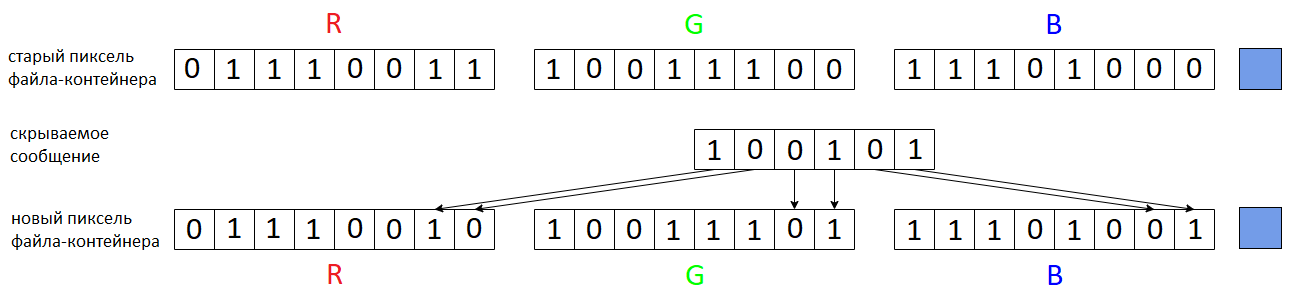 R G B
старый пиксель
файла-контейнера
0 1 1 1 0 0 1 1 1 0 0 1 1 1 0 0 1 1 1 0 1 0 0 0
скрываемое
сообщение
1 0 0 1 0 1
новый пиксель
файла-контейнера
0 1 1 1 0 0 1 0 1 0 0 1 1 1 0 1 1 1 1 0 1 0 0 1
R G B